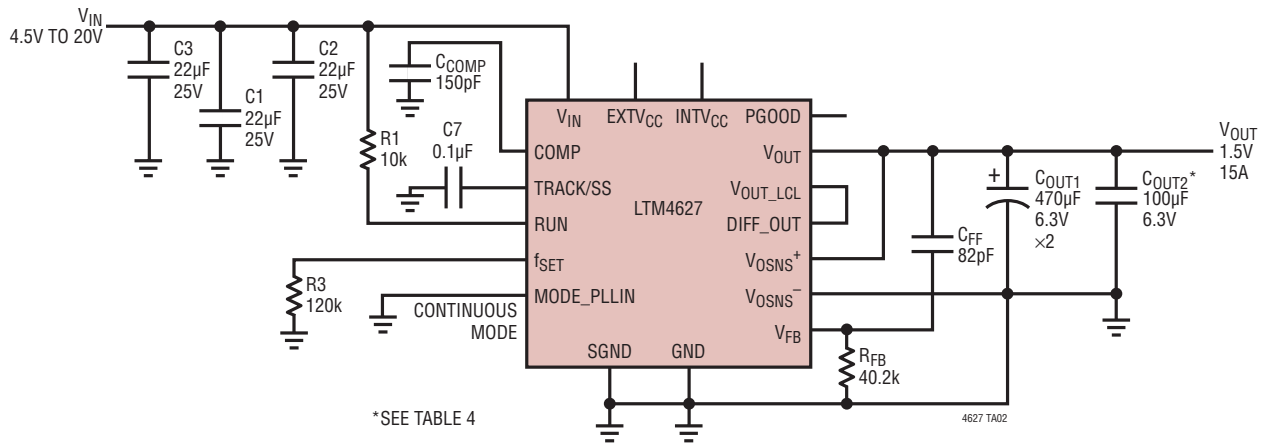 VIN
4.5V TO 20V
C3
22µF
25V
C1
22µF
25V
C2
22µF
25V
CCOMP
150pF
R1
10k
C7
0.1µF
VIN
EXTVCC
INTVCC
PGOOD
COMP
VOUT
TRACK/SS
VOUT_LCL
LTM4627
RUN
DIFF_OUT
fSET
VOSNS+
MODE_PLLIN
VOSNS–
VFB
SGND
GND
R3
120k
CONTINUOUS
MODE
CFF
82pF
+
COUT1
470µF
6.3V
×2
COUT2*
100µF
6.3V
VOUT
1.5V
15A
RFB
40.2k
*SEE TABLE 4
4627 TA02